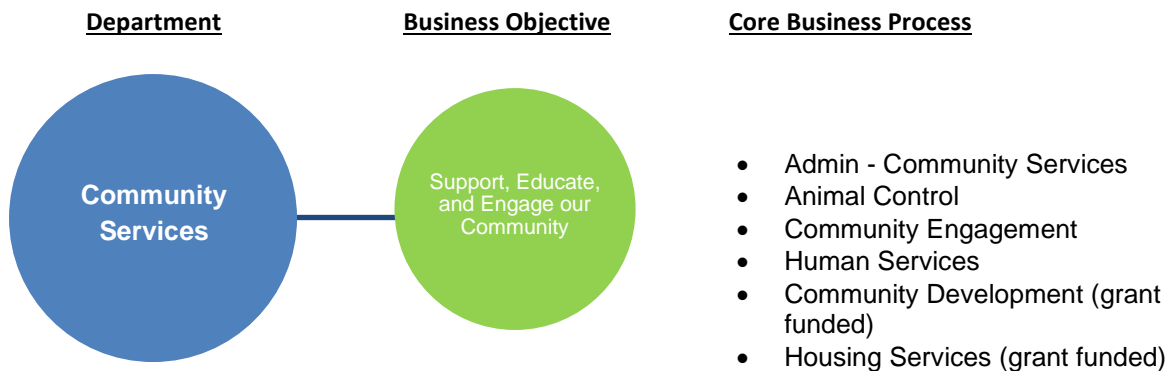 Department
Business Objective
Core Business Process
Community
Services
Support, Educate,
and Engage our
Community
• Admin - Community Services
• Animal Control
• Community Engagement
• Human Services
• Community Development (grant
funded)
• Housing Services (grant funded)